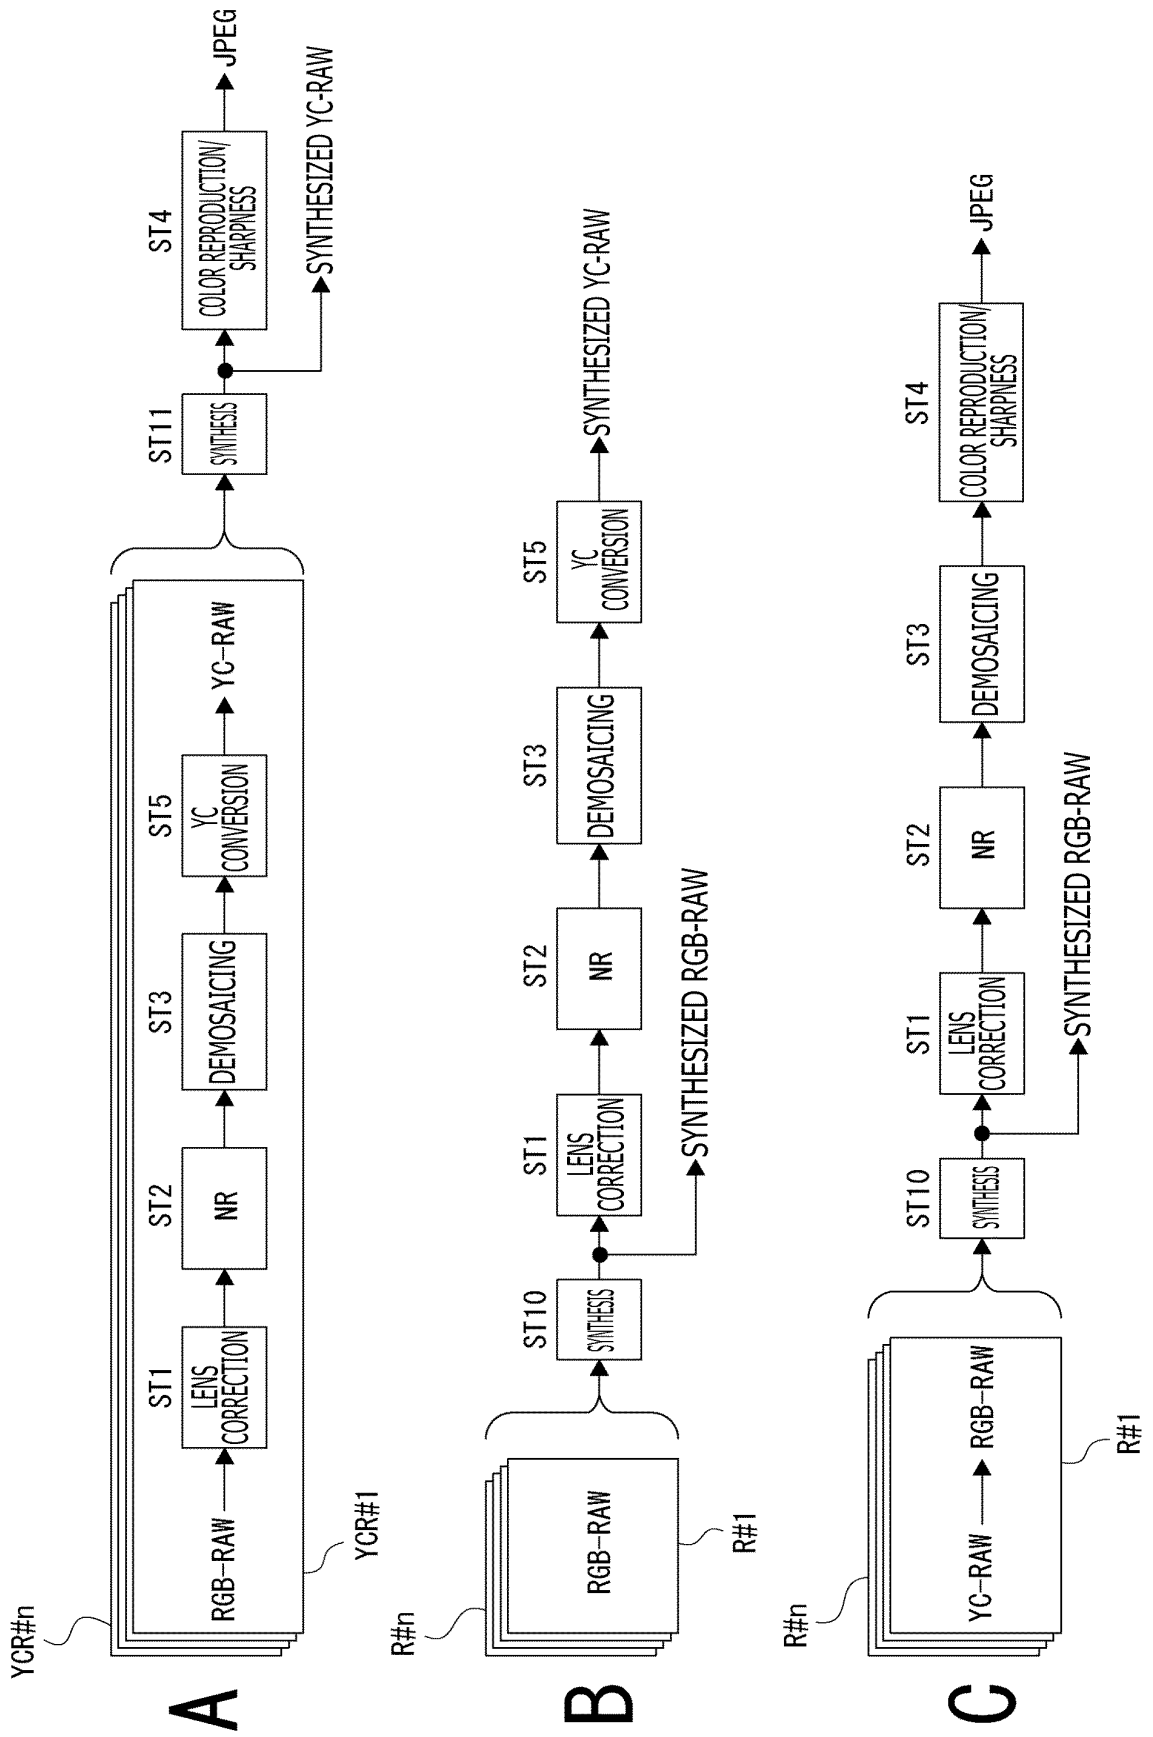 A
YCR#n
YCR#1
RGB-RAW
ST1
LENS
CORRECTION
ST2
NR
ST3
DEMOSAICING
ST5
YC
CONVERSION
YC-RAW
ST11
SYNTHESIS
ST4
COLOR REPRODUCTION/
SHARPNESS
JPEG
SYNTHESIZED YC-RAW
B
R#n
R#1
RGB-RAW
ST10
SYNTHESIS
SYNTHESIZED RGB-RAW
ST1
LENS
CORRECTION
ST2
NR
ST3
DEMOSAICING
ST5
YC
CONVERSION
SYNTHESIZED YC-RAW
C
R#n
R#1
YC-RAW
RGB-RAW
ST10
SYNTHESIS
SYNTHESIZED RGB-RAW
ST1
LENS
CORRECTION
ST2
NR
ST3
DEMOSAICING
ST4
COLOR REPRODUCTION/
SHARPNESS
JPEG